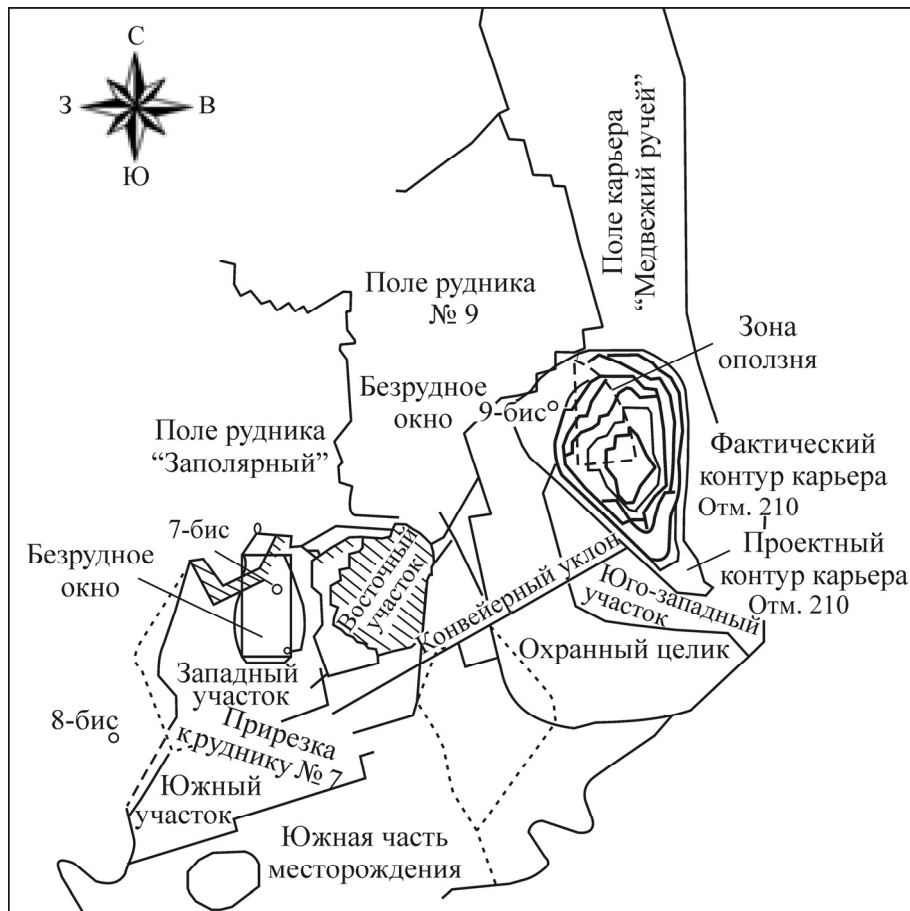 С
З
В
Ю
Поле карьера
“Медвежий ручей”
Поле рудника
№ 9
Зона
оползня
Безрудное
окно
9-бис
Поле рудника
“Заполярный”
Фактический
контур карьера
Отм. 210
7-бис
Безрудное
окно
Восточный
участок
Конвейерный уклон
Проектный
контур карьера
Отм. 210
Юго-западный
участок
Охранный целик
Западный
участок
8-бис
Прирезка
к руднику № 7
Южный
участок
Южная часть
месторождения